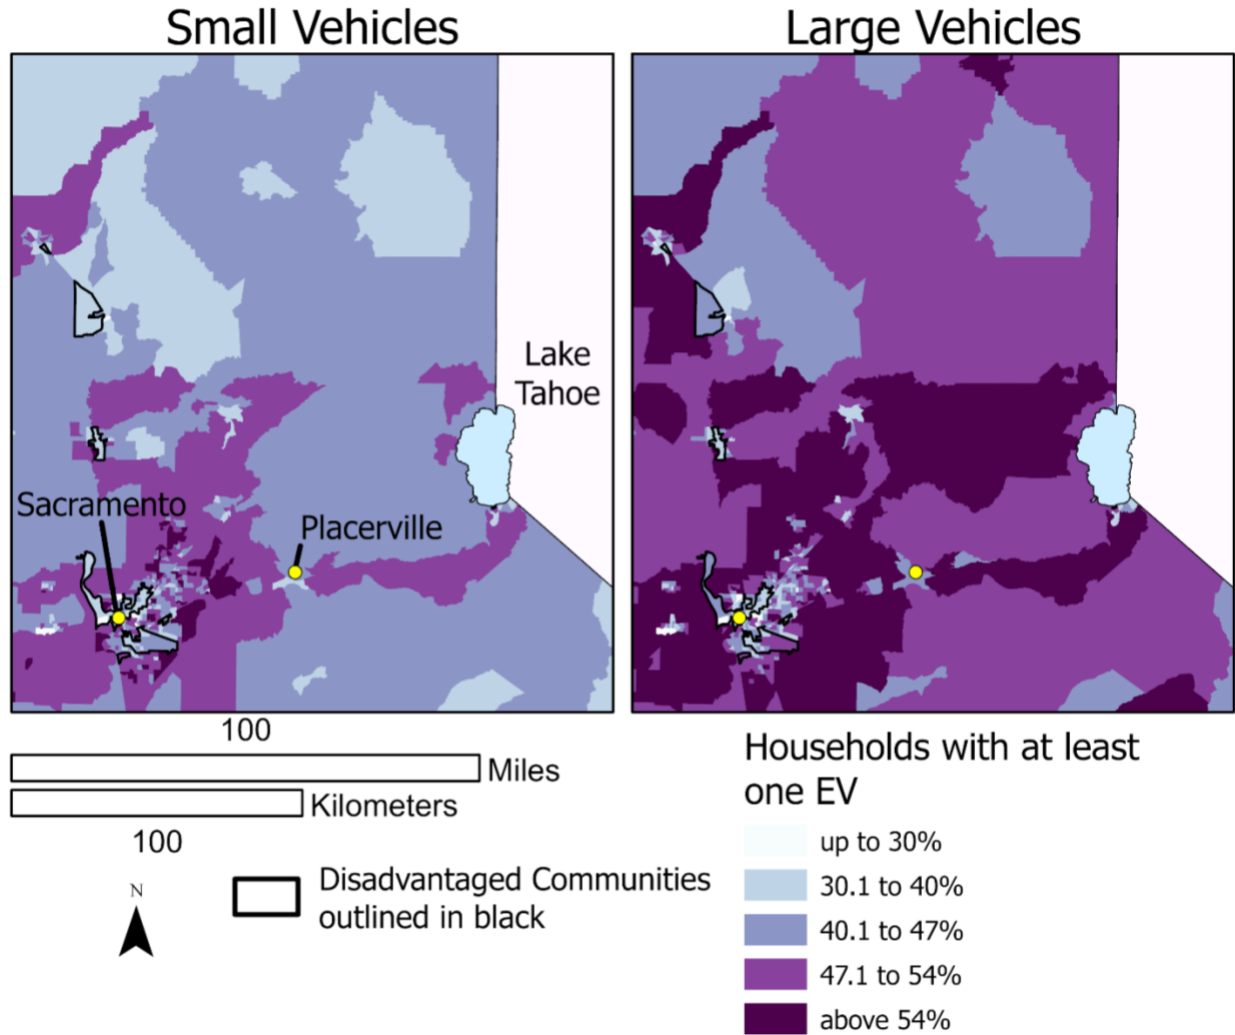 Small Vehicles
Large Vehicles
Lake
Tahoe
Sacramento
Placerville
100
Miles
Kilometers
100
N
Disadvantaged Communities
outlined in black
Households with at least
one EV
up to 30%
30.1 to 40%
40.1 to 47%
47.1 to 54%
above 54%